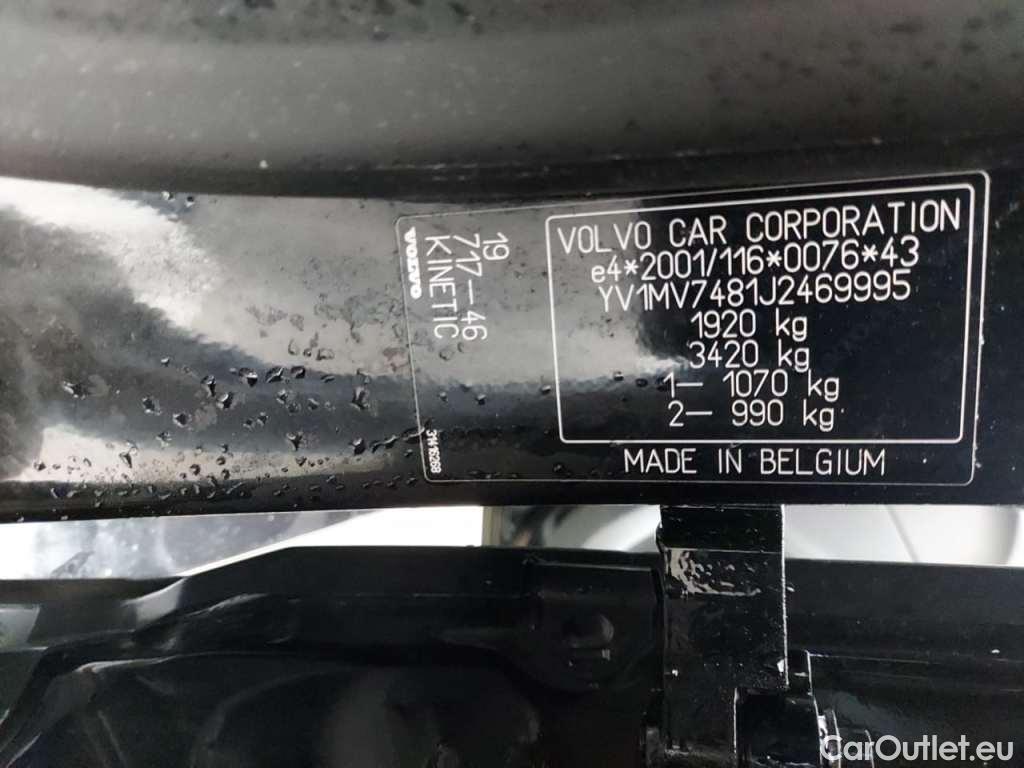 VOLVO
KINETIC
717-46
19
31418268
VOLVO CAR CORPORATION
e4*2001/116*0076*43
YV1MV7481J2469995
1920 kg
3420 kg
1- 1070 kg
2- 990 kg
MADE IN BELGIUM
CarOutlet.eu